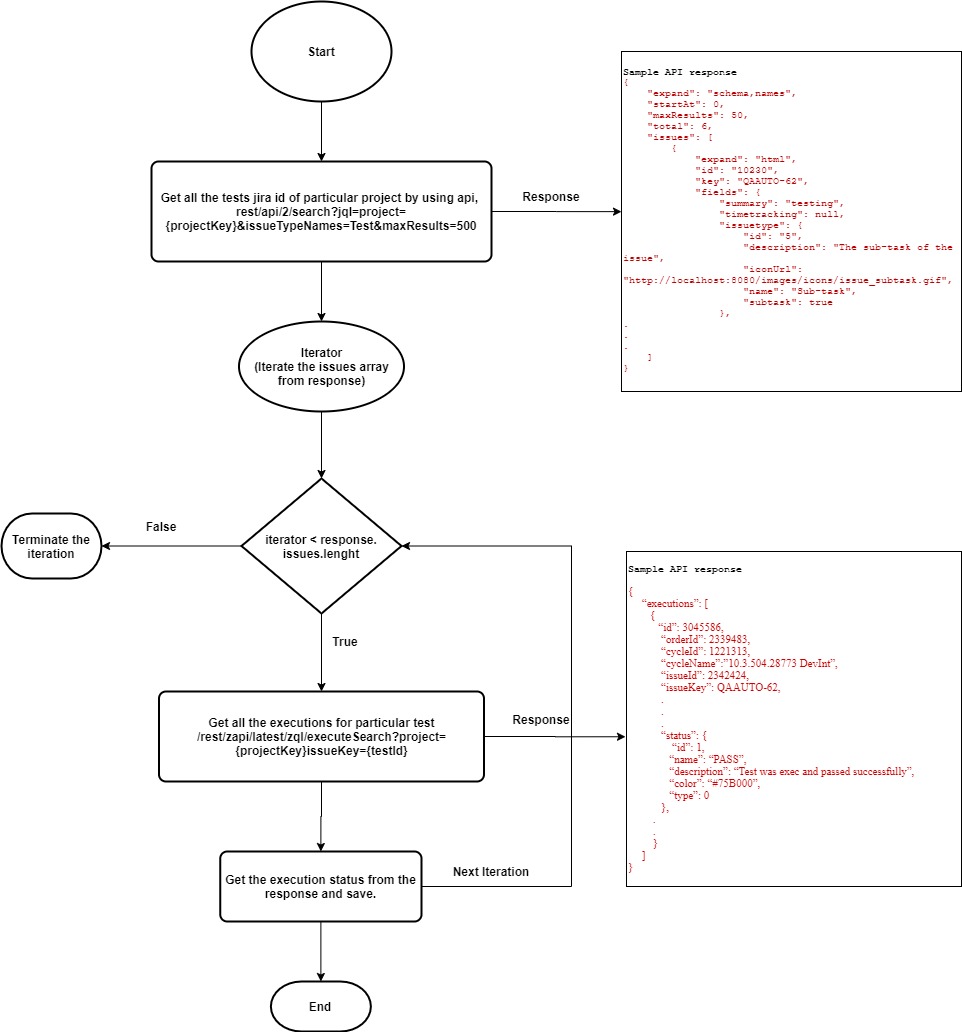 Start
Get all the tests jira id of particular project by using api,
rest/api/2/search?jql=project=
{projectKey}&issueTypeNames=Test&maxResults=500
Response
Sample API response
{
"expand": "schema,names",
"startAt": 0,
"maxResults": 50,
"total": 6,
"issues": [
{
"expand": "html",
"id": "10230",
"key": "QAAUTO-62",
"fields": {
"summary": "testing",
"timetracking": null,
"issuetype": {
"id": "5",
"description": "The sub-task of the
issue",
"iconUrl":
"http://localhost:8080/images/icons/issue_subtask.gif",
"name": "Sub-task",
"subtask": true
},
.
.
.
]
}
Iterator
(Iterate the issues array
from response)
iterator < response.
issues.lenght
False
Terminate the
iteration
True
Get all the executions for particular test
/rest/zapi/latest/zql/executeSearch?project=
{projectKey}issueKey={testId}
Response
Sample API response
{
“executions”: [
{
“id”: 3045586,
“orderId”: 2339483,
“cycleId”: 1221313,
“cycleName”:”10.3.504.28773 DevInt”,
“issueId”: 2342424,
“issueKey”: QAAUTO-62,
.
.
.
“status”: {
“id”: 1,
“name”: “PASS”,
“description”: “Test was exec and passed successfully”,
“color”: “#75B000”,
“type”: 0
},
.
.
}
]
}
Get the execution status from the
response and save.
Next Iteration
End